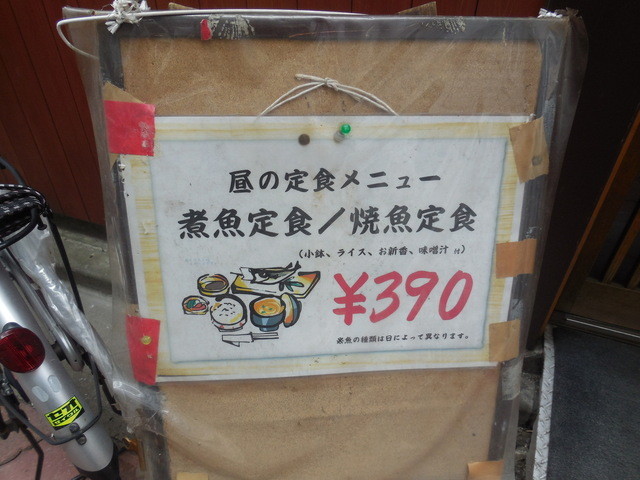 昼の定食メニュー
煮魚定食/焼魚定食
(小鉢、ライス、お新香、味噌汁 付)
¥390
※魚の種類は日によって異なります。